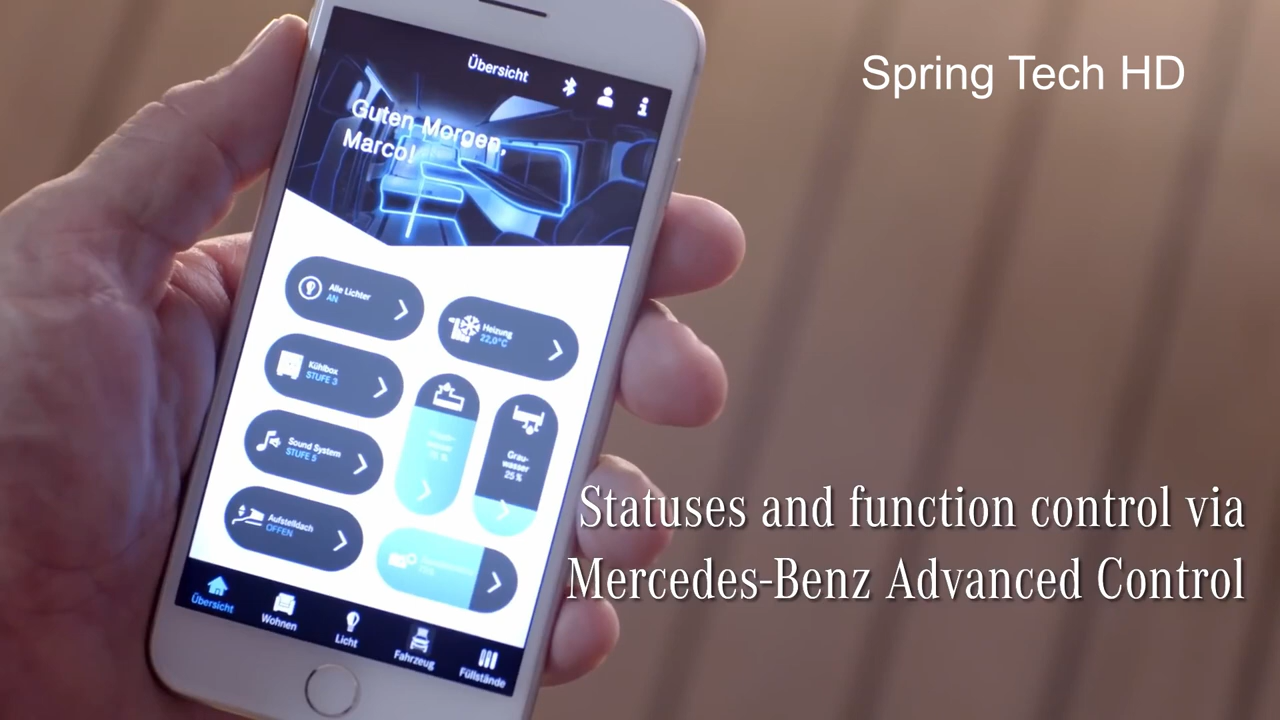 Spring Tech HD
Übersicht
Guten Morgen,
Marco!
Alle Lichter
AN
Heizung
22,0°C
Kühlbox
STUFE 3
Sound System
STUFE 5
Grau-
wasser
25 %
Aufstelldach
OFFEN
Übersicht
Wohnen
Licht
Fahrzeug
Füllstände
Statuses and function control via
Mercedes-Benz Advanced Control